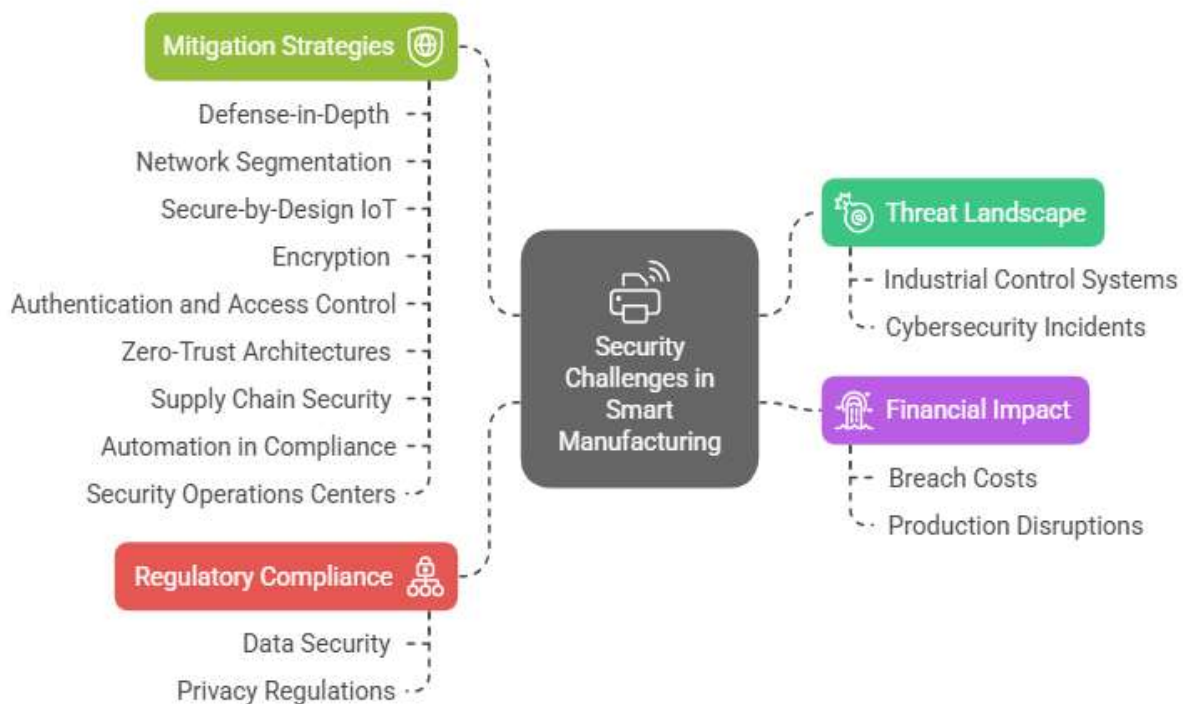 Mitigation Strategies
Defense-in-Depth
Network Segmentation
Secure-by-Design IoT
Encryption
Authentication and Access Control
Zero-Trust Architectures
Supply Chain Security
Automation in Compliance
Security Operations Centers
Regulatory Compliance
Data Security
Privacy Regulations
Security
Challenges in
Smart
Manufacturing
Threat Landscape
Industrial Control Systems
Cybersecurity Incidents
Financial Impact
Breach Costs
Production Disruptions